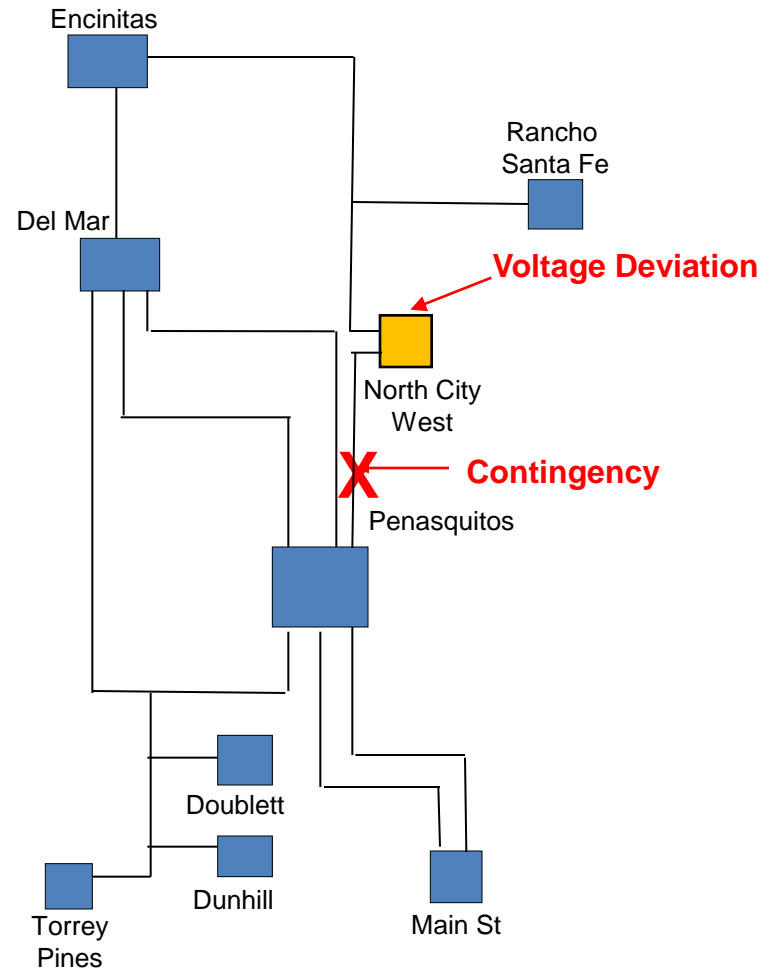 Encinitas
Rancho
Santa Fe
Del Mar
Voltage Deviation
North City
West
X
Contingency
Penasquitos
Doublett
Dunhill
Torrey
Pines
Main St